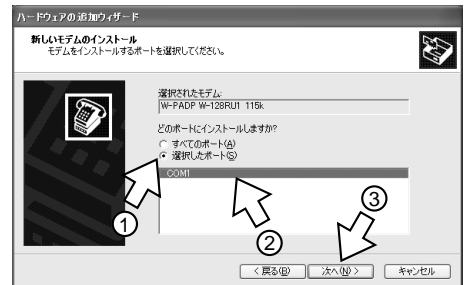 ハードウェアの追加ウィザード
新しいモデムのインストール
モデムをインストールするポートを選択してください。
選択されたモデム:
W-PADP W-128RU1 115k
どのポートにインストールしますか?
すべてのポート(A)
選択したポート(S)
COM1
①
②
③
< 戻る(B)
次へ(N) >
キャンセル